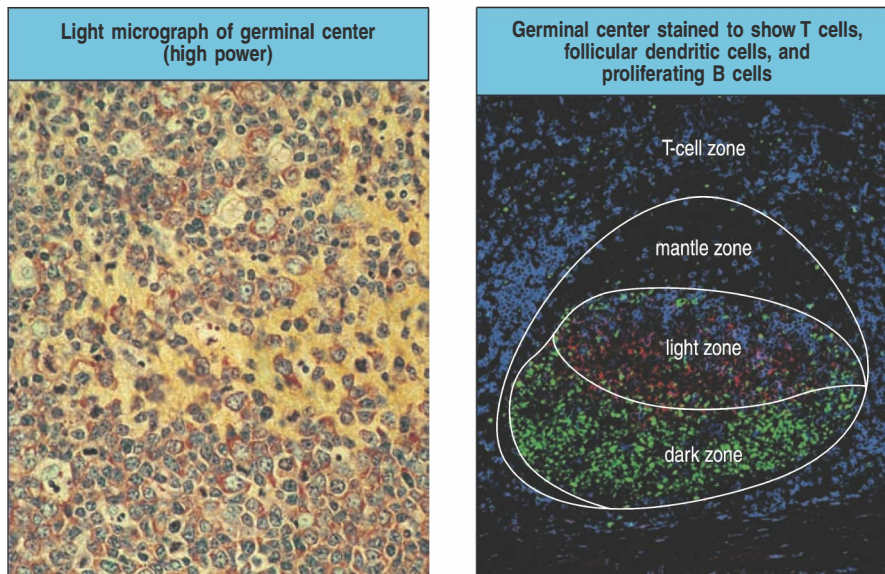 Light micrograph of germinal center
(high power)
Germinal center stained to show T cells,
follicular dendritic cells, and
proliferating B cells
T-cell zone
mantle zone
light zone
dark zone